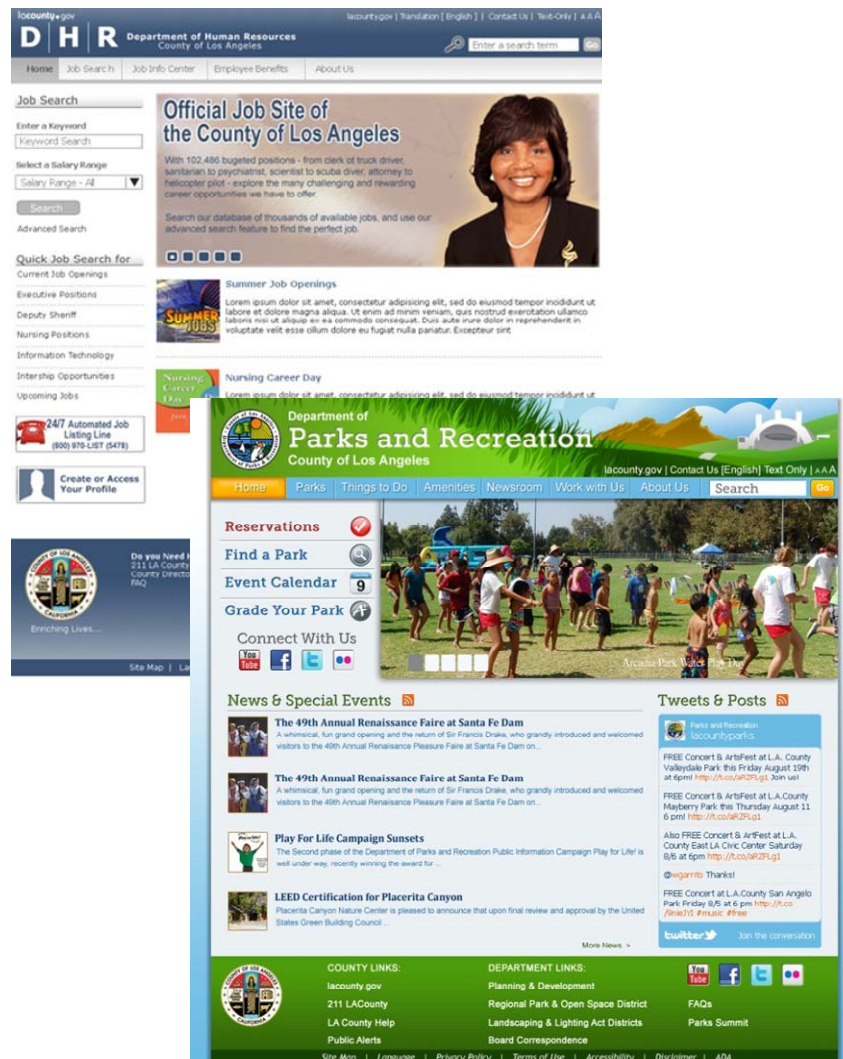 lacounty.gov
lacounty.gov | Translation [ English ] | Contact Us | Text-Only | A A A
DHR
Department of Human Resources
County of Los Angeles
Enter a search term
Go
Home Job Search Job Info Center Employee Benefits About Us
Job Search
Enter a Keyword
Keyword Search
Select a Salary Range
Salary Range - All
Search
Advanced Search
Quick Job Search for
Current Job Openings
Executive Positions
Deputy Sheriff
Nursing Positions
Information Technology
Intership Opportunities
Upcoming Jobs
24/7 Automated Job
Listing Line
(800) 970-LIST (5478)
Create or Access
Your Profile
Official Job Site of
the County of Los Angeles
With 102,486 bugeted positions - from clerk ot truck driver,
sanitarian to psychiatrist, scientist to scuba diver, attorney to
helicopter pilot - explore the many challenging and rewarding
career opportunities we have to offer.
Search our database of thousands of available jobs, and use our
advanced search feature to find the perfect job.
SUMMER
JOBS
Summer Job Openings
Lorem ipsum dolor sit amet, consectetur adipisicing elit, sed do eiusmod tempor incididunt ut
labore et dolore magna aliqua. Ut enim ad minim veniam, quis nostrud exercitation ullamco
laboris nisi ut aliquip ex ea commodo consequat. Duis aute irure dolor in reprehenderit in
voluptate velit esse cillum dolore eu fugiat nulla pariatur. Excepteur sint
Nursing
Career
Day
Nursing Career Day
Lorem ipsum dolor sit amet, consectetur adipisicing elit, sed do eiusmod tempor incididunt ut
Enriching Lives...
Do you Need
211 LA County
County Directo
FAQ
Site Map |
Department of
Parks and Recreation
County of Los Angeles
lacounty.gov | Contact Us [English] Text Only | A A A
Home Parks Things to Do Amenities Newsroom Work with Us About Us Search Go
Reservations
Find a Park
Event Calendar 9
Grade Your Park A+
Connect With Us
You Tube
Arcadia Park Water Play Day
News & Special Events
The 49th Annual Renaissance Faire at Santa Fe Dam
A whimsical, fun grand opening and the return of Sir Francis Drake, who grandly introduced and welcomed
visitors to the 49th Annual Renaissance Pleasure Faire at Santa Fe Dam on...
The 49th Annual Renaissance Faire at Santa Fe Dam
A whimsical, fun grand opening and the return of Sir Francis Drake, who grandly introduced and welcomed
visitors to the 49th Annual Renaissance Pleasure Faire at Santa Fe Dam on...
Play For Life Campaign Sunsets
The Second phase of the Department of Parks and Recreation Public Information Campaign Play for Life! is
well under way, recently winning the award for ...
LEED Certification for Placerita Canyon
Placerita Canyon Nature Center is pleased to announce that upon final review and approval by the United
States Green Building Council ...
More News >
Tweets & Posts
Parks and Recreation
lacountyparks
FREE Concert & ArtsFest at L.A. County
Valleydale Park this Friday August 19th
at 6pm! http://t.co/aRZFLg1 Join us!
FREE Concert & ArtsFest at L.A.County
Mayberry Park this Thursday August 11
6 pm! http://t.co/aRZFLg1
Also FREE Concert & ArtFest at L.A.
County East LA Civic Center Saturday
8/6 at 6pm http://t.co/aRZFLg1
@wgarrito Thanks!
FREE Concert at L.A.County San Angelo
Park Friday 8/5 at 6 pm http://t.co
/9nieJYI #music #free
twitter Join the conversation
COUNTY LINKS:
lacounty.gov
211 LACounty
LA County Help
Public Alerts
DEPARTMENT LINKS:
Planning & Development
Regional Park & Open Space District
Landscaping & Lighting Act Districts
Board Correspondence
You Tube
FAQs
Parks Summit
Site Map | Language | Privacy Policy | Terms of Use | Accessibility | Disclaimer | ADA